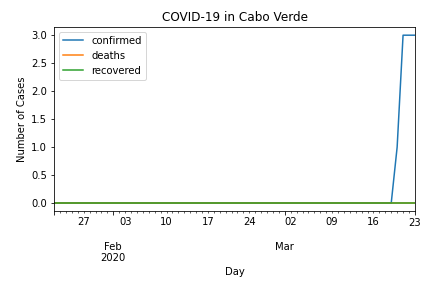 COVID-19 in Cabo Verde
confirmed
deaths
recovered
Number of Cases
3.0
2.5
2.0
1.5
1.0
0.5
0.0
27 03 10 17 24 02 09 16 23
Feb Mar
2020
Day